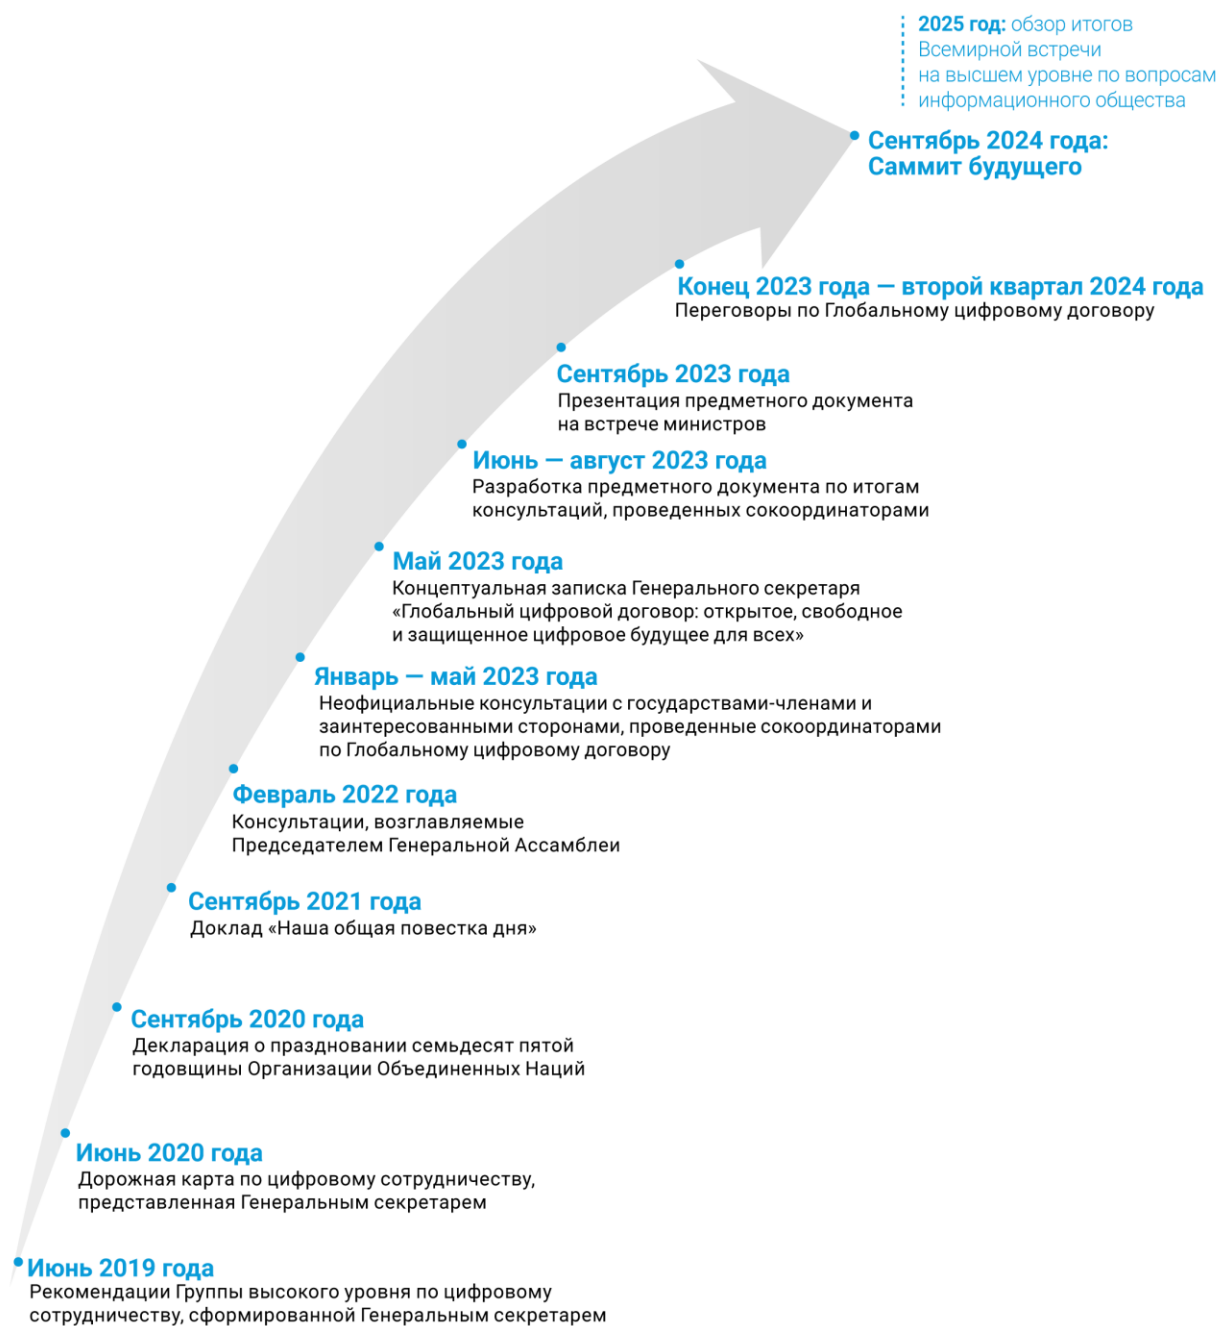 2025 год: обзор итогов
Всемирной встречи
на высшем уровне по вопросам
информационного общества
Сентябрь 2024 года:
Саммит будущего
Конец 2023 года — второй квартал 2024 года
Переговоры по Глобальному цифровому договору
Сентябрь 2023 года
Презентация предметного документа
на встрече министров
Июнь — август 2023 года
Разработка предметного документа по итогам
консультаций, проведенных сокоординаторами
Май 2023 года
Концептуальная записка Генерального секретаря
«Глобальный цифровой договор: открытое, свободное
и защищенное цифровое будущее для всех»
Январь — май 2023 года
Неофициальные консультации с государствами-членами и
заинтересованными сторонами, проведенные сокоординаторами
по Глобальному цифровому договору
Февраль 2022 года
Консультации, возглавляемые
Председателем Генеральной Ассамблеи
Сентябрь 2021 года
Доклад «Наша общая повестка дня»
Сентябрь 2020 года
Декларация о праздновании семьдесят пятой
годовщины Организации Объединенных Наций
Июнь 2020 года
Дорожная карта по цифровому сотрудничеству,
представленная Генеральным секретарем
Июнь 2019 года
Рекомендации Группы высокого уровня по цифровому
сотрудничеству, сформированной Генеральным секретарем